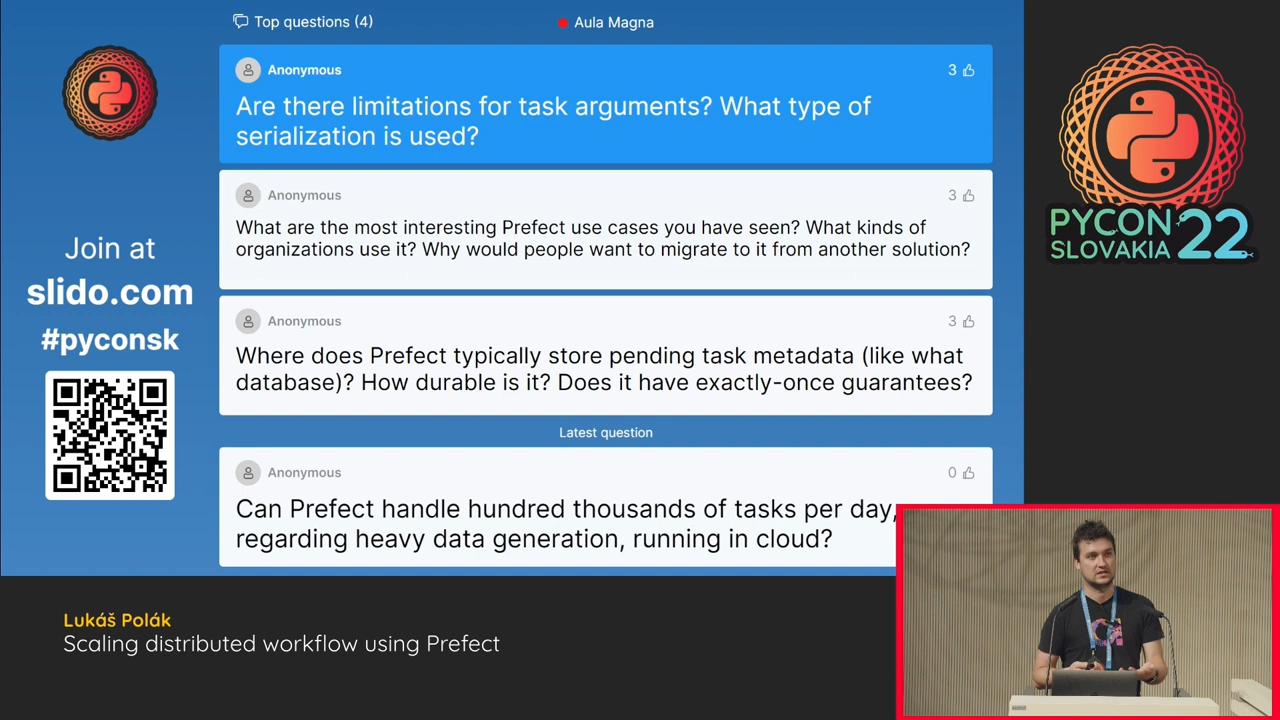 Top questions (4)
Aula Magna
Anonymous
3
Are there limitations for task arguments? What type of
serialization is used?
Anonymous
3
What are the most interesting Prefect use cases you have seen? What kinds of
organizations use it? Why would people want to migrate to it from another solution?
Anonymous
3
Where does Prefect typically store pending task metadata (like what
database)? How durable is it? Does it have exactly-once guarantees?
Latest question
Anonymous
0
Can Prefect handle hundred thousands of tasks per day,
regarding heavy data generation, running in cloud?
Join at
slido.com
#pyconsk
PYCON
SLOVAKIA
22
Lukáš Polák
Scaling distributed workflow using Prefect